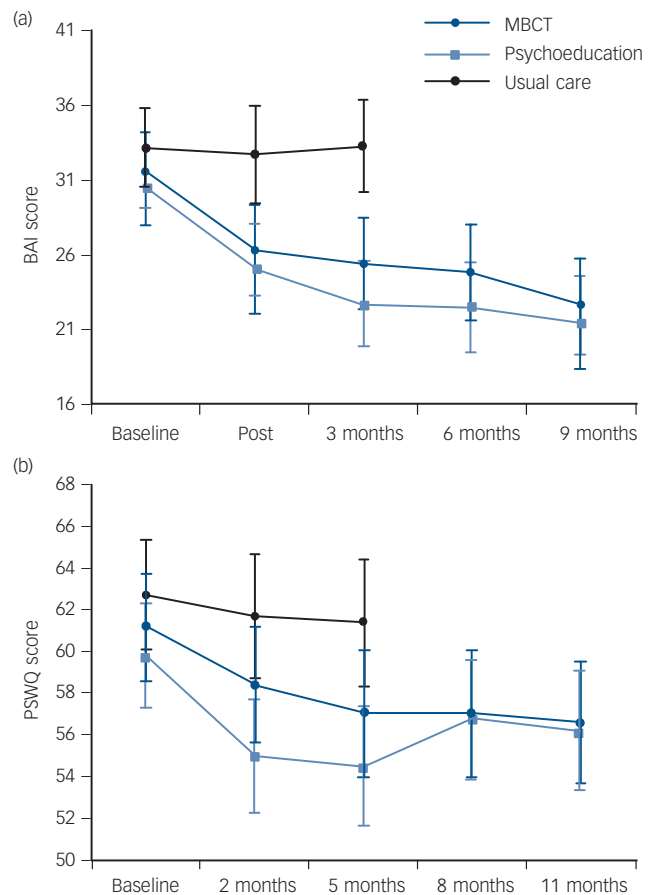 (a)
41
36
31
26
21
16
BAI score
MBCT
Psychoeducation
Usual care
Baseline Post 3 months 6 months 9 months
(b)
68
66
64
62
60
58
56
54
52
50
PSWQ score
Baseline 2 months 5 months 8 months 11 months